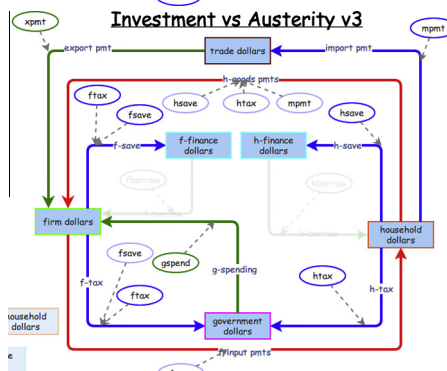 Investment vs Austerity v3
xpmt
mpmt
export pmt
trade dollars
import pmt
h-goods pmts
ftax
fsave
hsave
htax
mpmt
hsave
f-save
f-finance
dollars
h-finance
dollars
h-save
fborrow
hborrow
f-borrow
h-borrow
firm dollars
household
dollars
fsave
gspend
g-spending
htax
f-tax
ftax
h-tax
household
dollars
government
dollars
f-input pmts
e